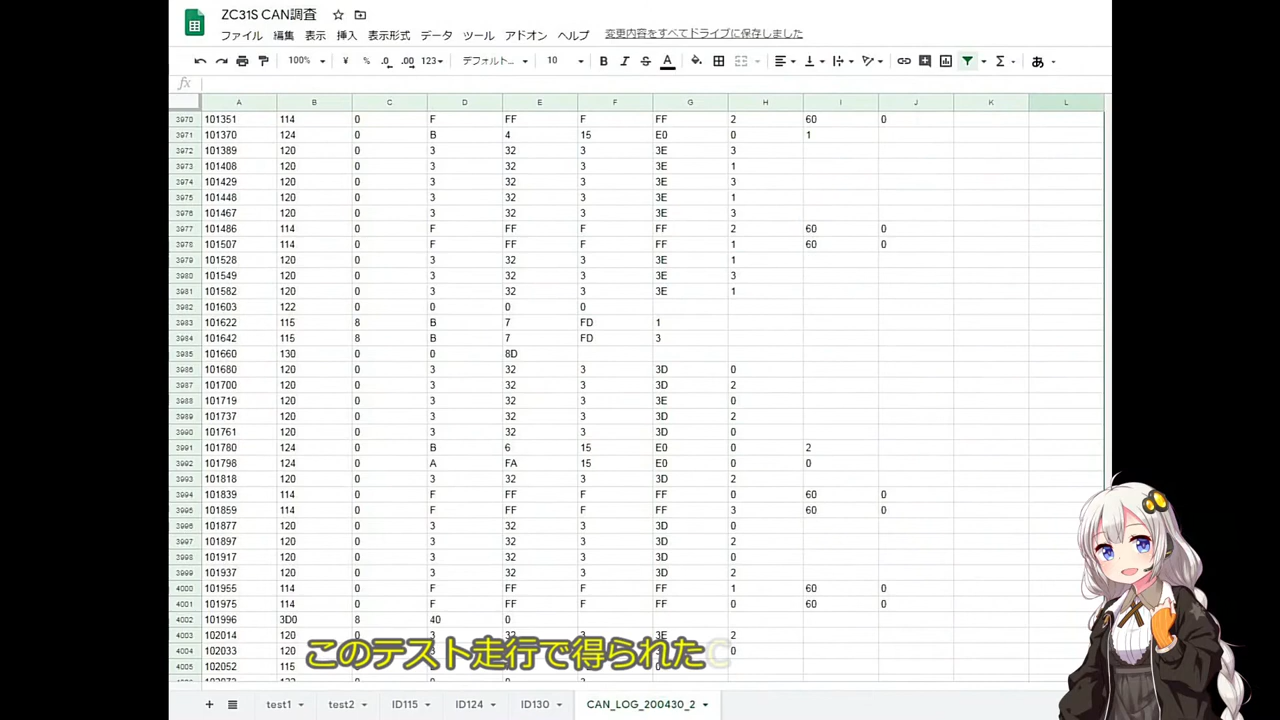 ZC31S CAN調査
ファイル 編集 表示 挿入 表示形式 データ ツール アドオン ヘルプ 変更内容をすべてドライブに保存しました
100% ¥ % .0 .00 123 デフォルト... 10 B I S A あ
fx
A B C D E F G H I J K L
3970 101351 114 0 F FF F FF 2 60 0
3971 101370 124 0 B 4 15 E0 0 1
3972 101389 120 0 3 32 3 3E 3
3973 101408 120 0 3 32 3 3E 1
3974 101429 120 0 3 32 3 3E 3
3975 101448 120 0 3 32 3 3E 1
3976 101467 120 0 3 32 3 3E 3
3977 101486 114 0 F FF F FF 2 60 0
3978 101507 114 0 F FF F FF 1 60 0
3979 101528 120 0 3 32 3 3E 1
3980 101549 120 0 3 32 3 3E 3
3981 101582 120 0 3 32 3 3E 1
3982 101603 122 0 0 0 0
3983 101622 115 8 B 7 FD 1
3984 101642 115 8 B 7 FD 3
3985 101660 130 0 0 8D
3986 101680 120 0 3 32 3 3D 0
3987 101700 120 0 3 32 3 3D 2
3988 101719 120 0 3 32 3 3E 0
3989 101737 120 0 3 32 3 3D 2
3990 101761 120 0 3 32 3 3D 0
3991 101780 124 0 B 6 15 E0 0 2
3992 101798 124 0 A FA 15 E0 0 0
3993 101818 120 0 3 32 3 3D 2
3994 101839 114 0 F FF F FF 0 60 0
3995 101859 114 0 F FF F FF 3 60 0
3996 101877 120 0 3 32 3 3D 0
3997 101897 120 0 3 32 3 3D 2
3998 101917 120 0 3 32 3 3D 0
3999 101937 120 0 3 32 3 3D 2
4000 101955 114 0 F FF F FF 1 60 0
4001 101975 114 0 F FF F FF 0 60 0
4002 101996 3D0 8 40 0
4003 102014 120 0 3 32 3 3E 2
4004 102033 120 0
4005 102052 115
このテスト走行で得られたC
test1 test2 ID115 ID124 ID130 CAN_LOG_200430_2